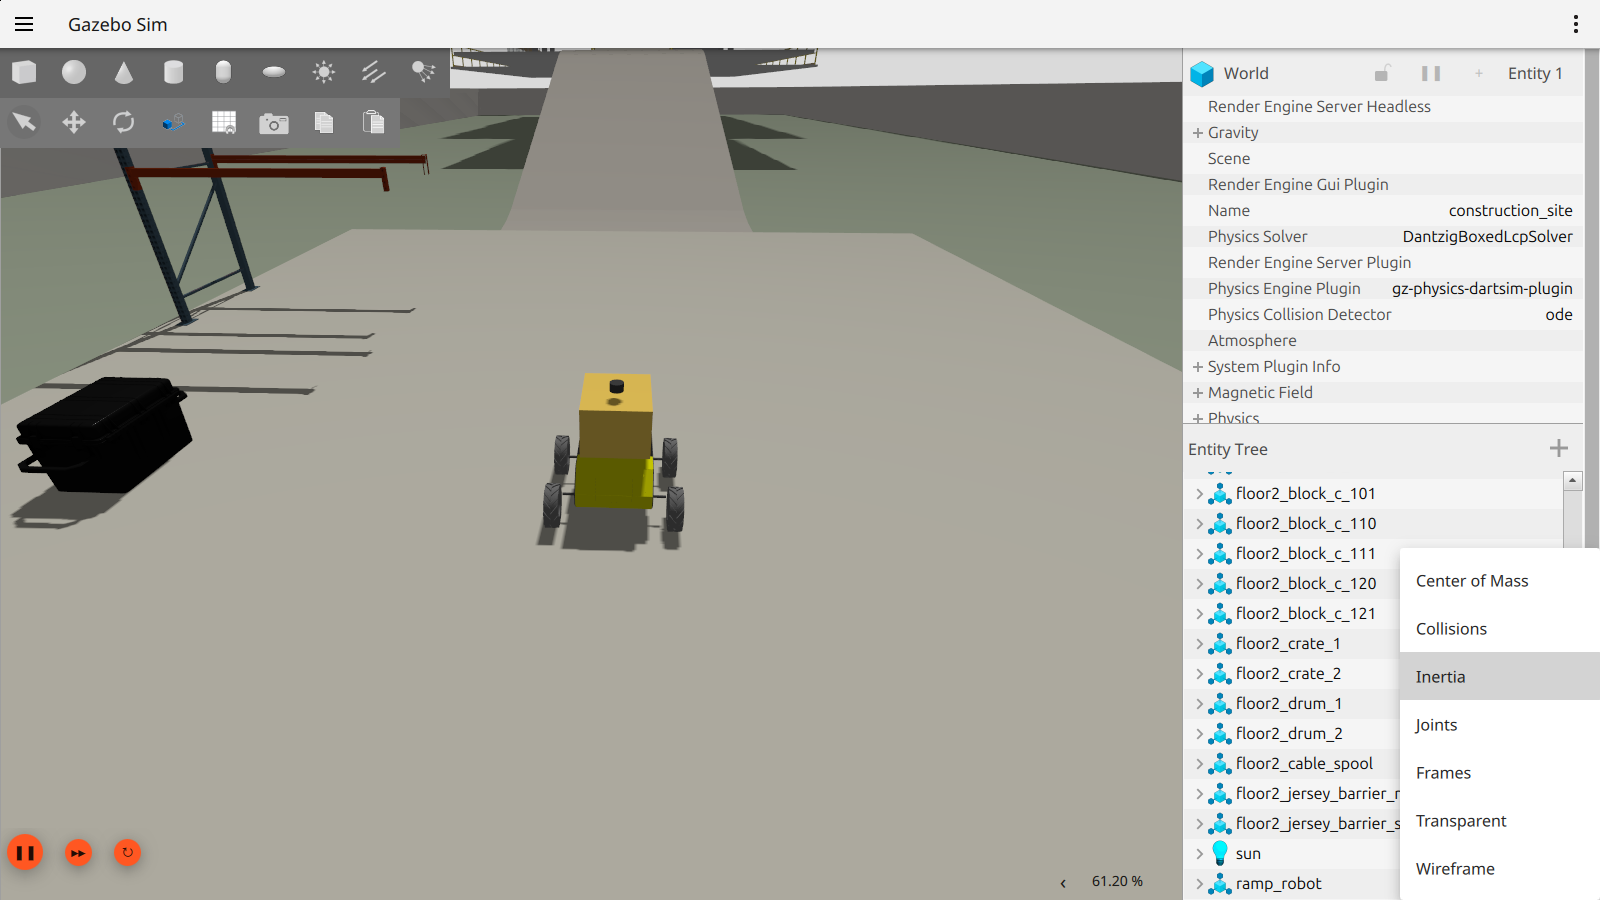 Gazebo Sim
World
Entity 1
Render Engine Server Headless
Gravity
Scene
Render Engine Gui Plugin
Name construction_site
Physics Solver DantzigBoxedLcpSolver
Render Engine Server Plugin
Physics Engine Plugin gz-physics-dartsim-plugin
Physics Collision Detector ode
Atmosphere
System Plugin Info
Magnetic Field
Physics
Entity Tree
floor2_block_c_101
floor2_block_c_110
floor2_block_c_111
floor2_block_c_120
floor2_block_c_121
floor2_crate_1
floor2_crate_2
floor2_drum_1
floor2_drum_2
floor2_cable_spool
floor2_jersey_barrier_r
floor2_jersey_barrier_s
sun
ramp_robot
Center of Mass
Collisions
Inertia
Joints
Frames
Transparent
Wireframe
61.20 %